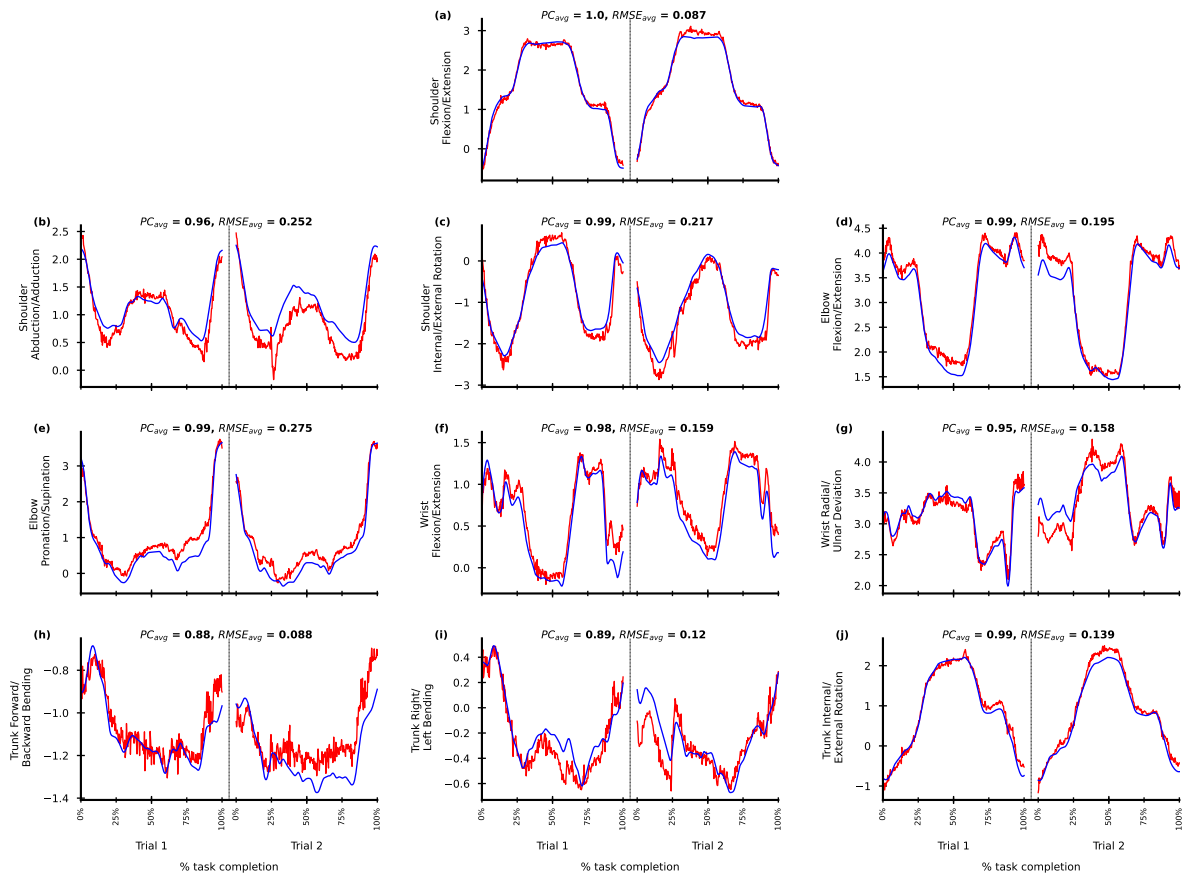 (a) PC_avg = 1.0, RMSE_avg = 0.087
Shoulder
Flexion/Extension
3
2
1
0
(b) PC_avg = 0.96, RMSE_avg = 0.252
Shoulder
Abduction/Adduction
2.5
2.0
1.5
1.0
0.5
0.0
(c) PC_avg = 0.99, RMSE_avg = 0.217
Shoulder
Internal/External Rotation
0
−1
−2
−3
(d) PC_avg = 0.99, RMSE_avg = 0.195
Elbow
Flexion/Extension
4.5
4.0
3.5
3.0
2.5
2.0
1.5
(e) PC_avg = 0.99, RMSE_avg = 0.275
Elbow
Pronation/Supination
3
2
1
0
(f) PC_avg = 0.98, RMSE_avg = 0.159
Wrist
Flexion/Extension
1.5
1.0
0.5
0.0
(g) PC_avg = 0.95, RMSE_avg = 0.158
Wrist Radial/
Ulnar Deviation
4.0
3.5
3.0
2.5
2.0
(h) PC_avg = 0.88, RMSE_avg = 0.088
Trunk Forward/
Backward Bending
−0.8
−1.0
−1.2
−1.4
0% 25% 50% 75% 100% 0% 25% 50% 75% 100%
Trial 1 Trial 2
% task completion
(i) PC_avg = 0.89, RMSE_avg = 0.12
Trunk Right/
Left Bending
0.4
0.2
0.0
−0.2
−0.4
−0.6
0% 25% 50% 75% 100% 0% 25% 50% 75% 100%
Trial 1 Trial 2
% task completion
(j) PC_avg = 0.99, RMSE_avg = 0.139
Trunk Internal/
External Rotation
2
1
0
−1
0% 25% 50% 75% 100% 0% 25% 50% 75% 100%
Trial 1 Trial 2
% task completion